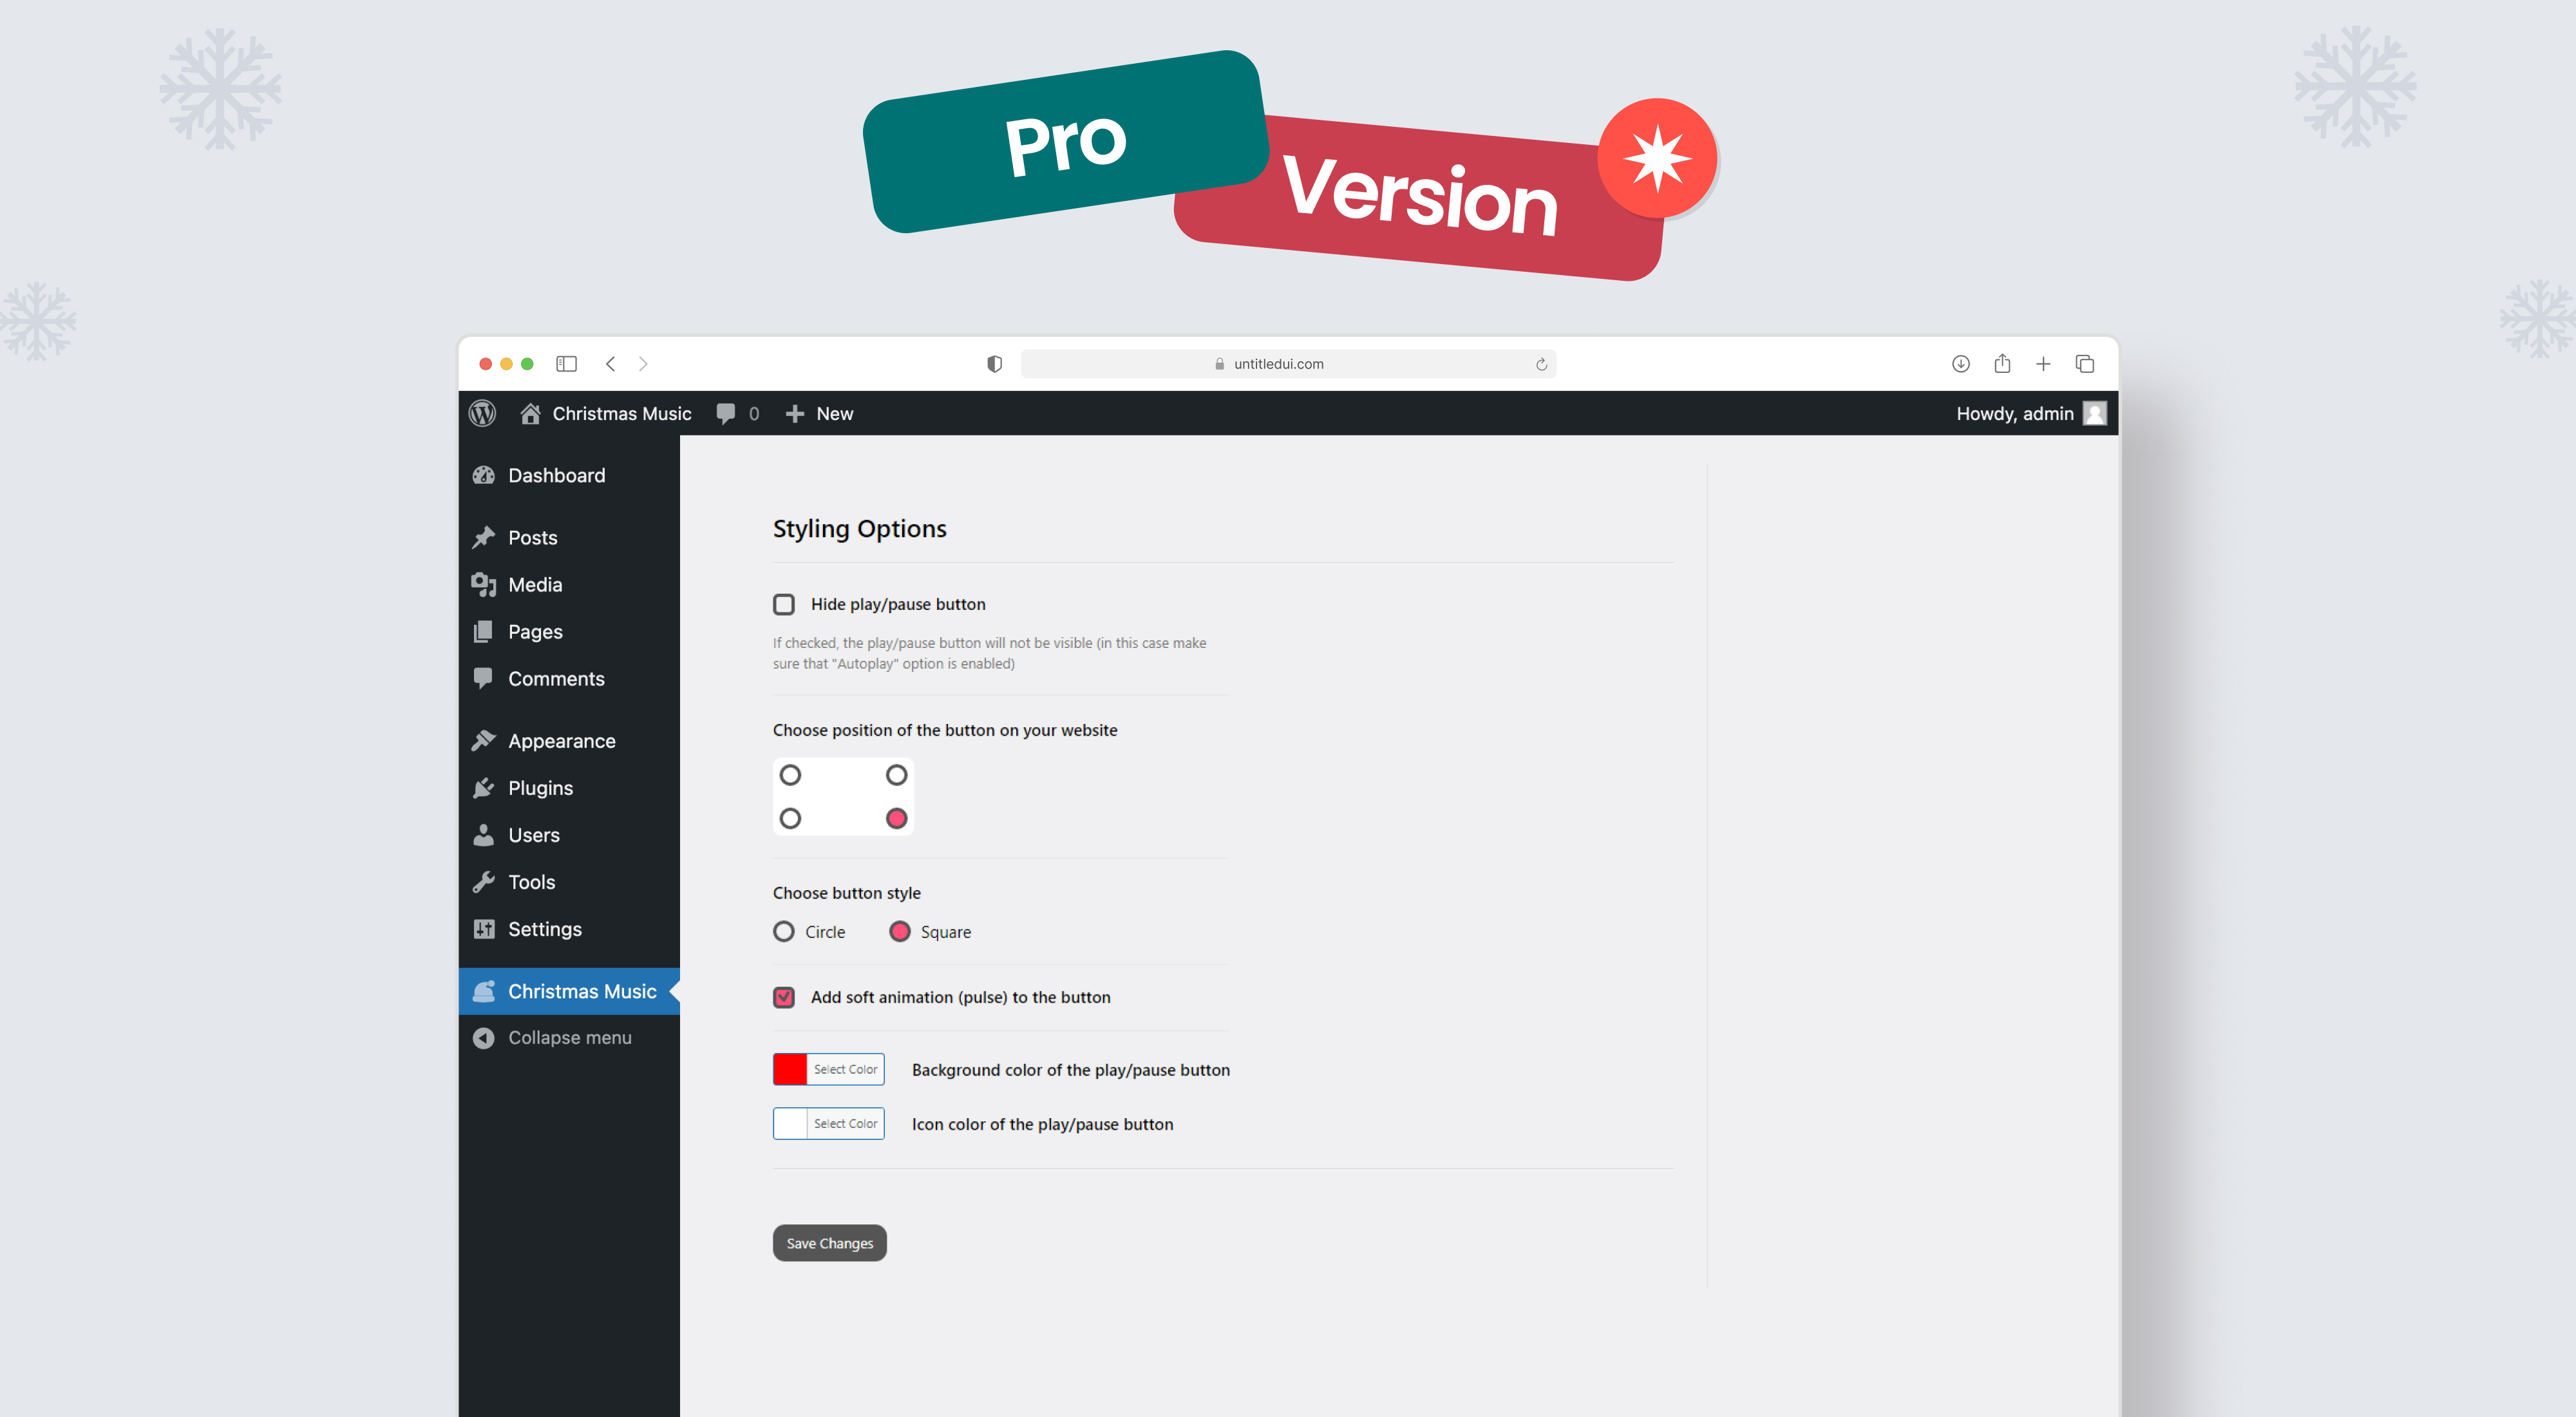 Pro
Version
untitledui.com
Christmas Music 0 New Howdy, admin
Dashboard
Posts
Media
Pages
Comments
Appearance
Plugins
Users
Tools
Settings
Christmas Music
Collapse menu
Styling Options
Hide play/pause button
If checked, the play/pause button will not be visible (in this case make
sure that "Autoplay" option is enabled)
Choose position of the button on your website
Choose button style
Circle Square
Add soft animation (pulse) to the button
Select Color Background color of the play/pause button
Select Color Icon color of the play/pause button
Save Changes